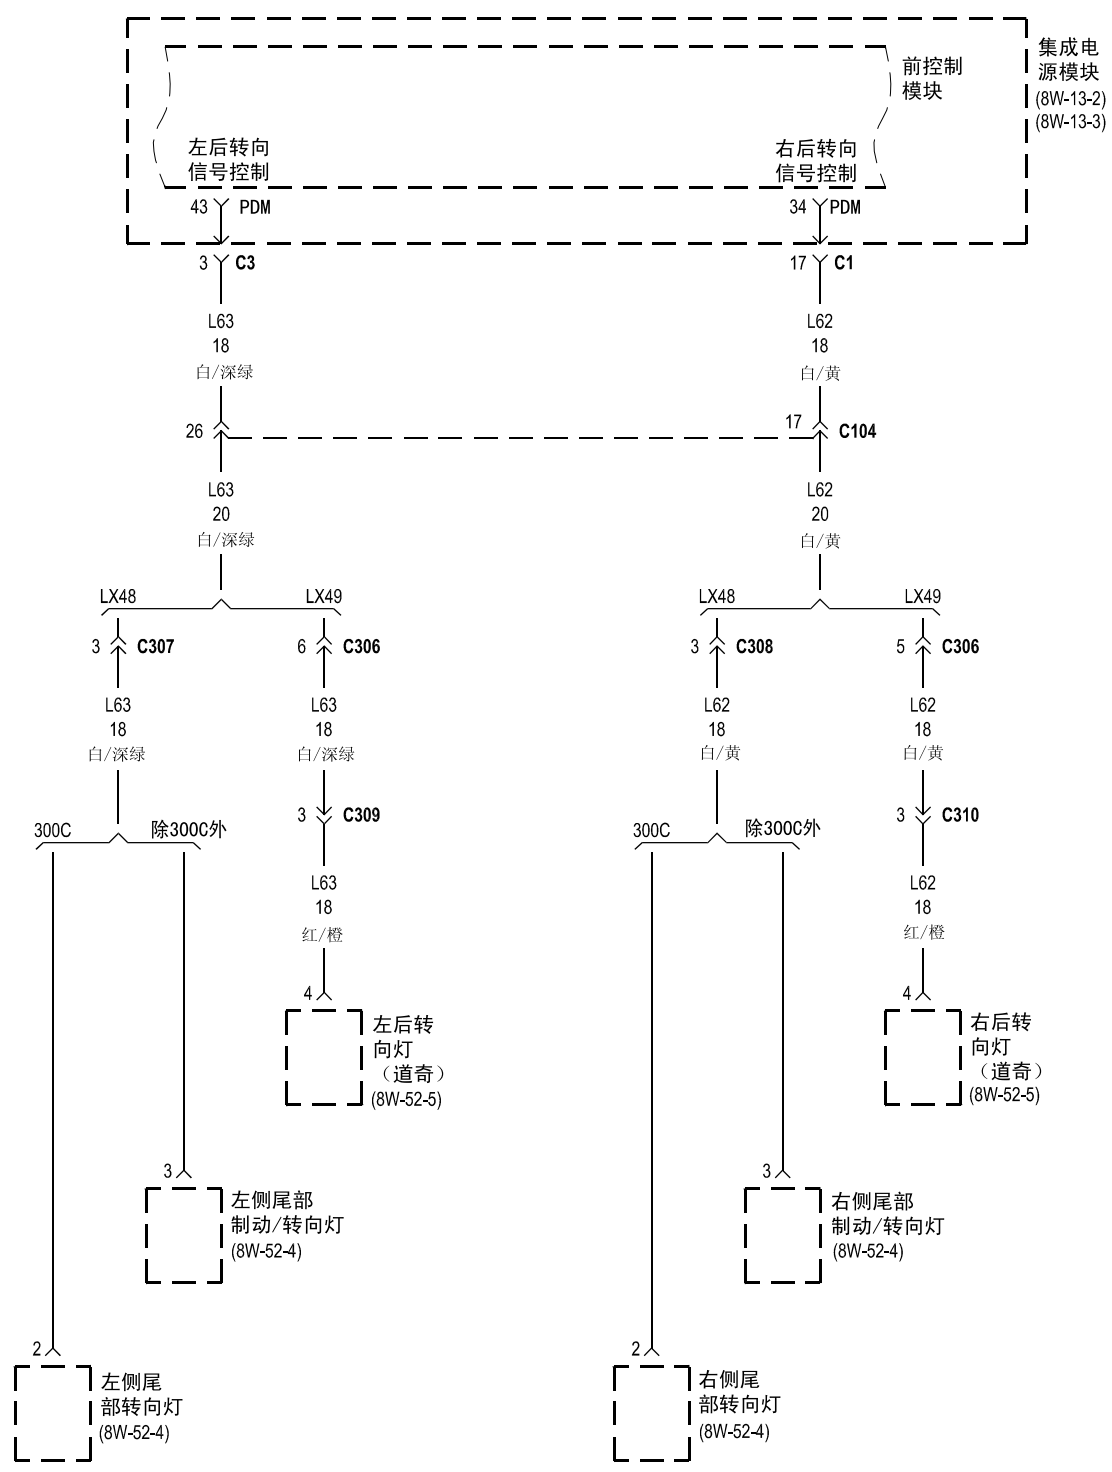 集成电
源模块
(8W-13-2)
(8W-13-3)
前控制
模块
左后转向
信号控制
右后转向
信号控制
43 PDM
34 PDM
3 C3
17 C1
L63
18
白/深绿
L62
18
白/黄
26
17 C104
L63
20
白/深绿
L62
20
白/黄
LX48 LX49
LX48 LX49
3 C307
6 C306
3 C308
5 C306
L63
18
白/深绿
L63
18
白/深绿
L62
18
白/黄
L62
18
白/黄
3 C309
3 C310
300C 除300C外
300C 除300C外
L63
18
红/橙
L62
18
红/橙
4
左后转
向灯
（道奇）
(8W-52-5)
4
右后转
向灯
（道奇）
(8W-52-5)
3
左侧尾部
制动/转向灯
(8W-52-4)
3
右侧尾部
制动/转向灯
(8W-52-4)
2
左侧尾
部转向灯
(8W-52-4)
2
右侧尾
部转向灯
(8W-52-4)